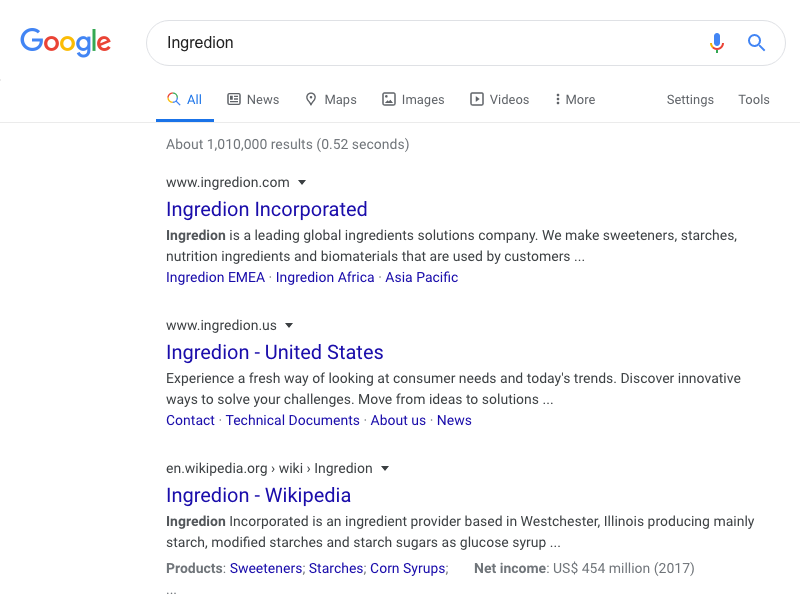 Google
Ingredion
All News Maps Images Videos More Settings Tools
About 1,010,000 results (0.52 seconds)
www.ingredion.com
Ingredion Incorporated
Ingredion is a leading global ingredients solutions company. We make sweeteners, starches,
nutrition ingredients and biomaterials that are used by customers ...
Ingredion EMEA · Ingredion Africa · Asia Pacific
www.ingredion.us
Ingredion - United States
Experience a fresh way of looking at consumer needs and today's trends. Discover innovative
ways to solve your challenges. Move from ideas to solutions ...
Contact · Technical Documents · About us · News
en.wikipedia.org › wiki › Ingredion
Ingredion - Wikipedia
Ingredion Incorporated is an ingredient provider based in Westchester, Illinois producing mainly
starch, modified starches and starch sugars as glucose syrup ...
Products: Sweeteners; Starches; Corn Syrups; Net income: US$ 454 million (2017)
...